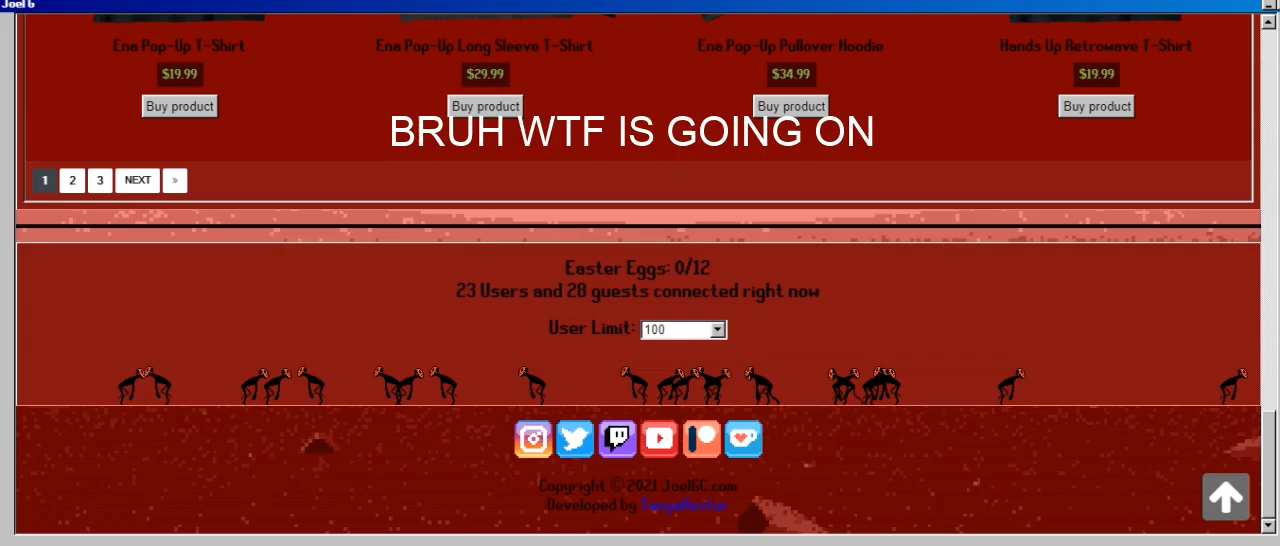 Joel G
Ena Pop-Up T-Shirt
Ena Pop-Up Long Sleeve T-Shirt
Ena Pop-Up Pullover Hoodie
Hands Up Retrowave T-Shirt
$19.99
$29.99
$34.99
$19.99
Buy product
Buy product
Buy product
Buy product
BRUH WTF IS GOING ON
1 2 3 NEXT »
Easter Eggs: 0/12
23 Users and 28 guests connected right now
User Limit: 100
Copyright © 2021 JoelGC.com
Developed by